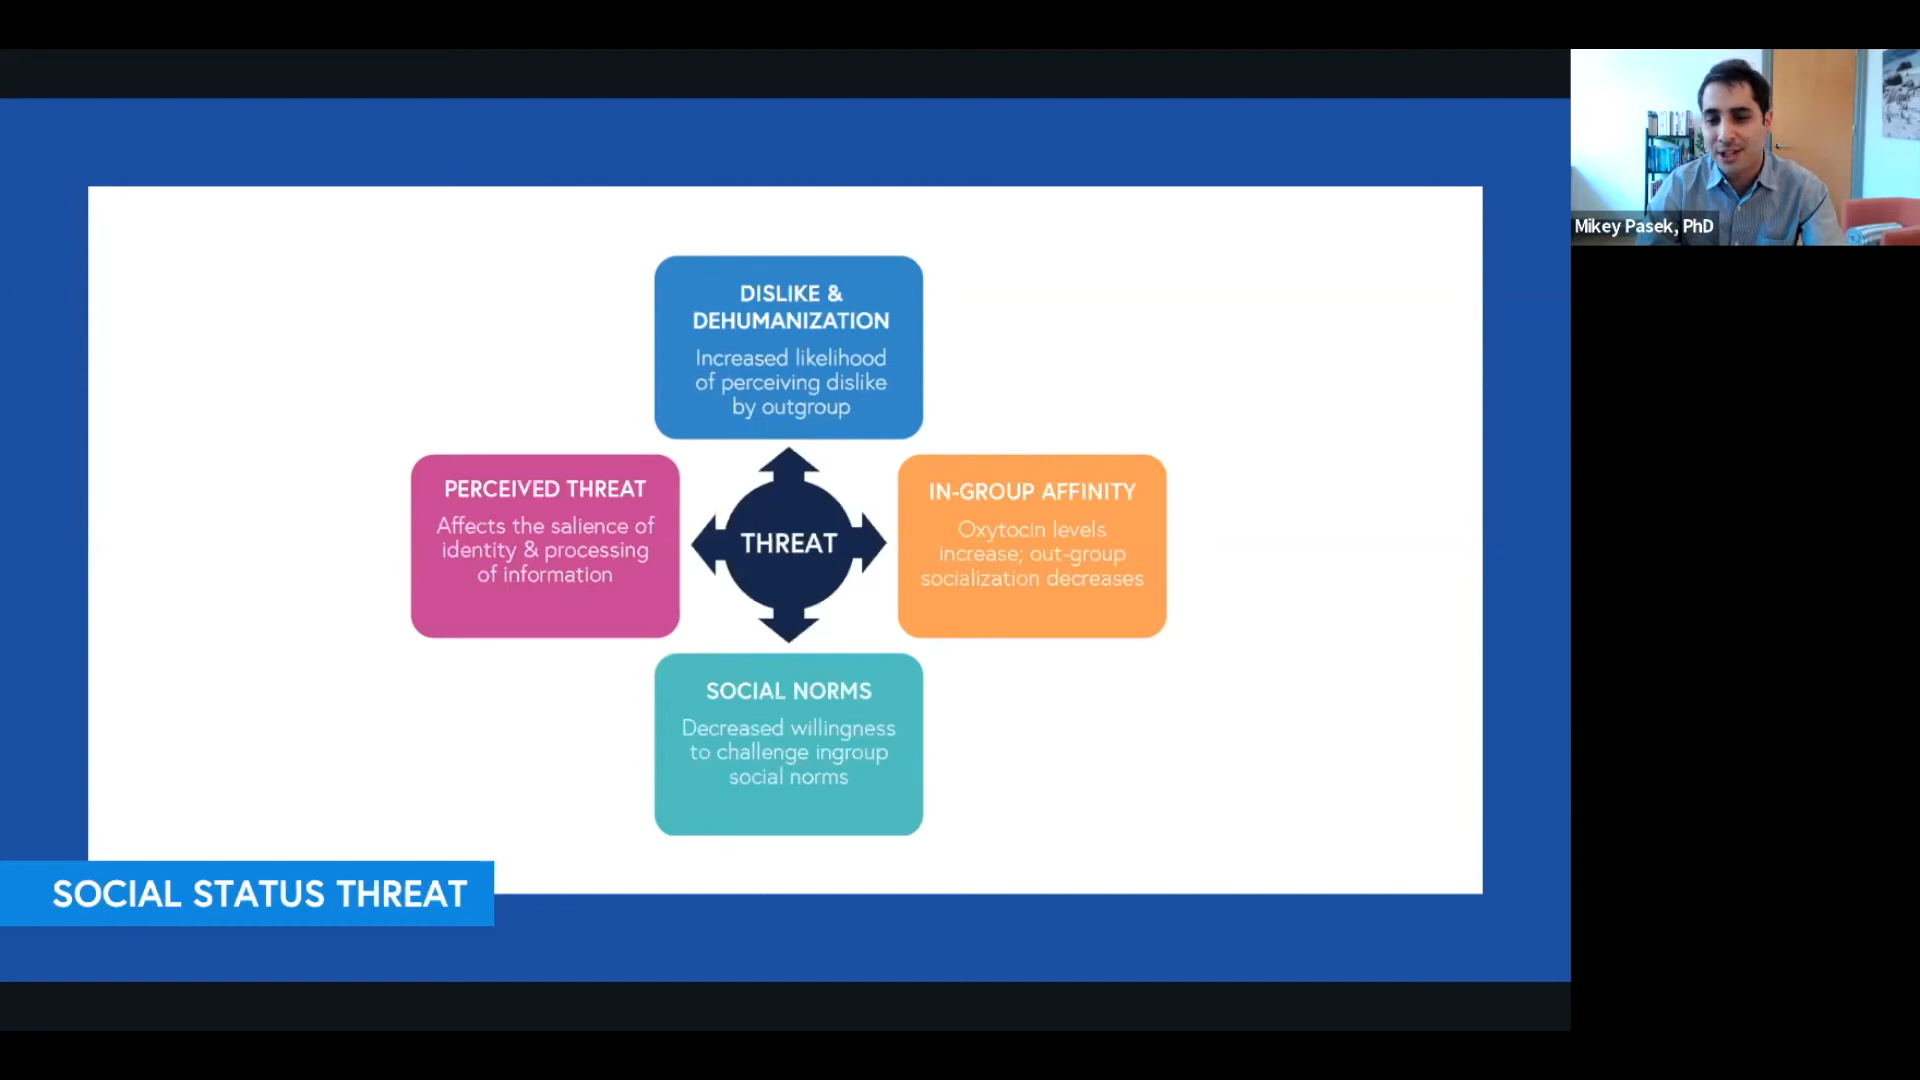 Mikey Pasek, PhD
DISLIKE &
DEHUMANIZATION
Increased likelihood
of perceiving dislike
by outgroup
PERCEIVED THREAT
Affects the salience of
identity & processing
of information
THREAT
IN-GROUP AFFINITY
Oxytocin levels
increase; out-group
socialization decreases
SOCIAL NORMS
Decreased willingness
to challenge ingroup
social norms
SOCIAL STATUS THREAT